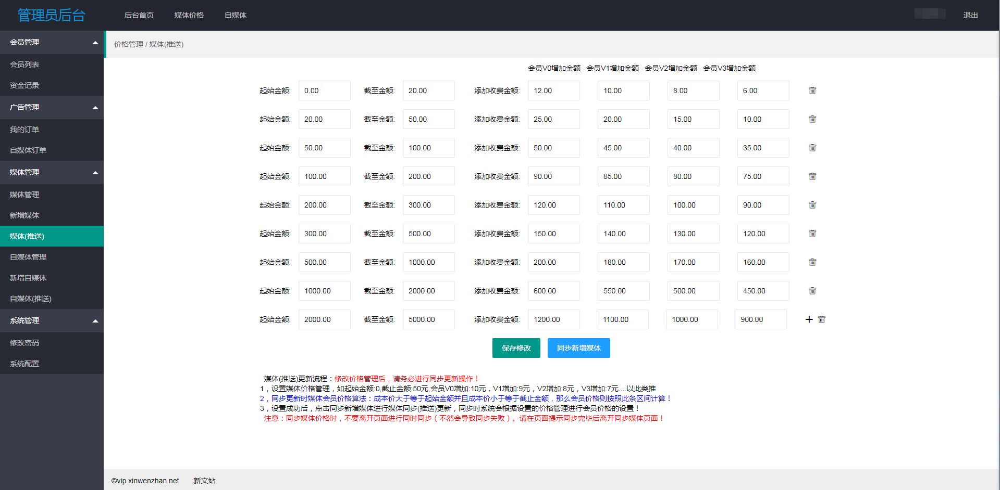 管理员后台
后台首页 媒体价格 自媒体 退出
会员管理
会员列表
资金记录
广告管理
我的订单
自媒体订单
媒体管理
媒体管理
新增媒体
媒体(推送)
自媒体管理
新增自媒体
自媒体(推送)
系统管理
修改密码
系统配置
价格管理 / 媒体(推送)
会员V0增加金额 会员V1增加金额 会员V2增加金额 会员V3增加金额
起始金额: 0.00 截至金额: 20.00 添加收费金额: 12.00 10.00 8.00 6.00
起始金额: 20.00 截至金额: 50.00 添加收费金额: 25.00 20.00 15.00 10.00
起始金额: 50.00 截至金额: 100.00 添加收费金额: 50.00 45.00 40.00 35.00
起始金额: 100.00 截至金额: 200.00 添加收费金额: 90.00 85.00 80.00 75.00
起始金额: 200.00 截至金额: 300.00 添加收费金额: 120.00 110.00 100.00 90.00
起始金额: 300.00 截至金额: 500.00 添加收费金额: 150.00 140.00 130.00 120.00
起始金额: 500.00 截至金额: 1000.00 添加收费金额: 200.00 180.00 170.00 160.00
起始金额: 1000.00 截至金额: 2000.00 添加收费金额: 600.00 550.00 500.00 450.00
起始金额: 2000.00 截至金额: 5000.00 添加收费金额: 1200.00 1100.00 1000.00 900.00
保存修改 同步新增媒体
媒体(推送)更新流程：修改价格管理后，请务必进行同步更新操作！
1，设置媒体价格管理，如起始金额:0,截止金额:50元,会员V0增加:10元，V1增加:9元，V2增加:8元，V3增加:7元....以此类推
2，同步更新时媒体会员价格算法：成本价大于等于起始金额并且成本价小于等于截止金额，那么会员价格则按照此条区间计算！
3，设置成功后，点击同步新增媒体进行媒体同步(推送)更新，同步时系统会根据设置的价格管理进行会员价格的设置！
注意：同步媒体价格时，不要离开页面进行同时同步（不然会导致同步失败）。请在页面提示同步完毕后离开同步媒体页面！
©vip.xinwenzhan.net 新文站